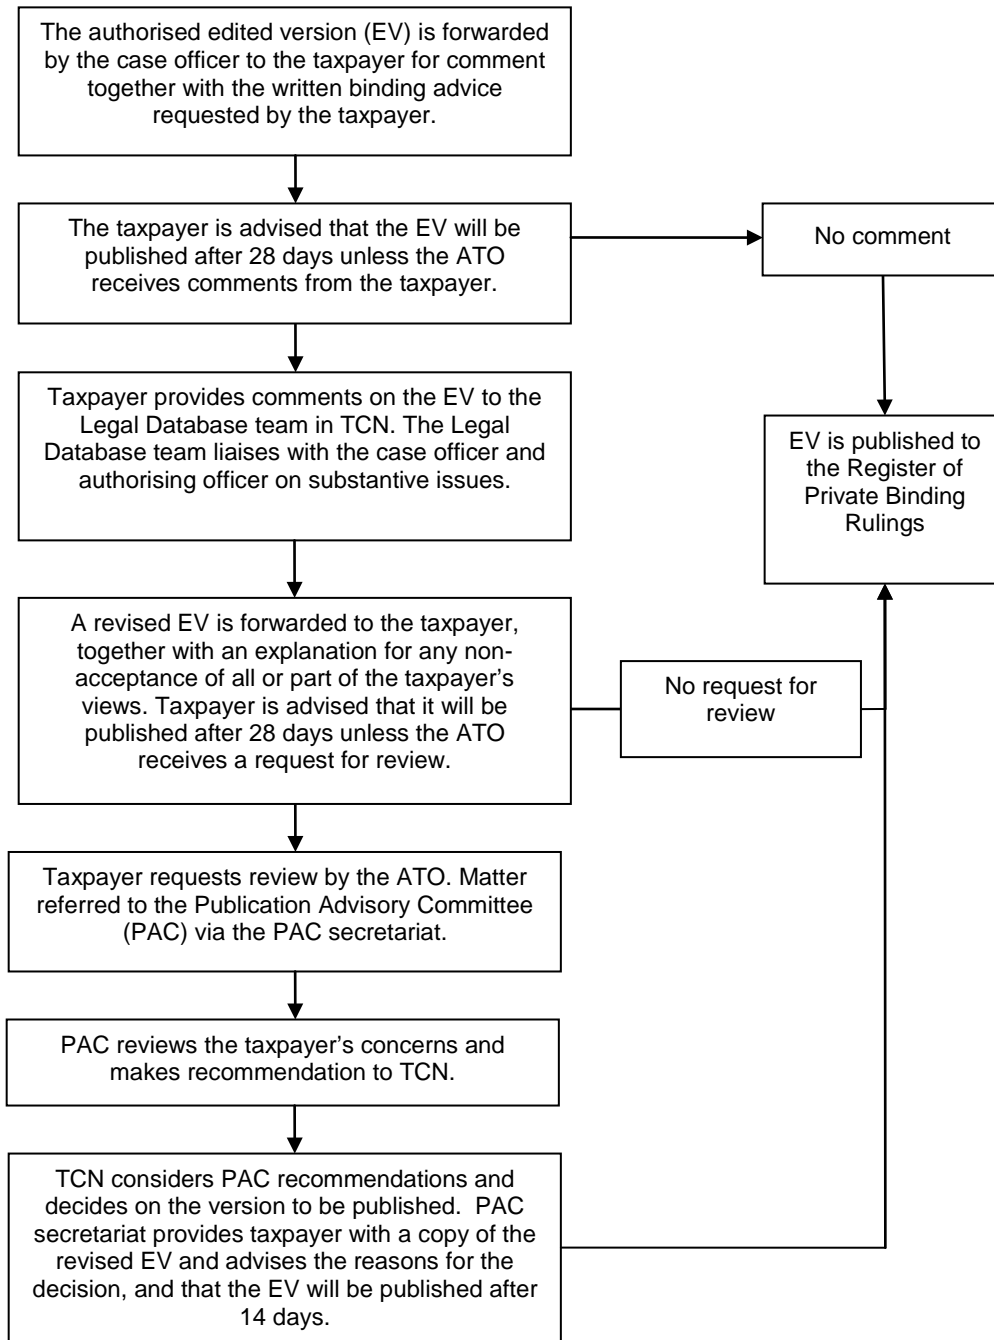 The authorised edited version (EV) is forwarded
by the case officer to the taxpayer for comment
together with the written binding advice
requested by the taxpayer.
The taxpayer is advised that the EV will be
published after 28 days unless the ATO
receives comments from the taxpayer.
No comment
Taxpayer provides comments on the EV to the
Legal Database team in TCN. The Legal
Database team liaises with the case officer and
authorising officer on substantive issues.
EV is published to
the Register of
Private Binding
Rulings
A revised EV is forwarded to the taxpayer,
together with an explanation for any non-
acceptance of all or part of the taxpayer's
views. Taxpayer is advised that it will be
published after 28 days unless the ATO
receives a request for review.
No request for
review
Taxpayer requests review by the ATO. Matter
referred to the Publication Advisory Committee
(PAC) via the PAC secretariat.
PAC reviews the taxpayer's concerns and
makes recommendation to TCN.
TCN considers PAC recommendations and
decides on the version to be published.  PAC
secretariat provides taxpayer with a copy of the
revised EV and advises the reasons for the
decision, and that the EV will be published after
14 days.